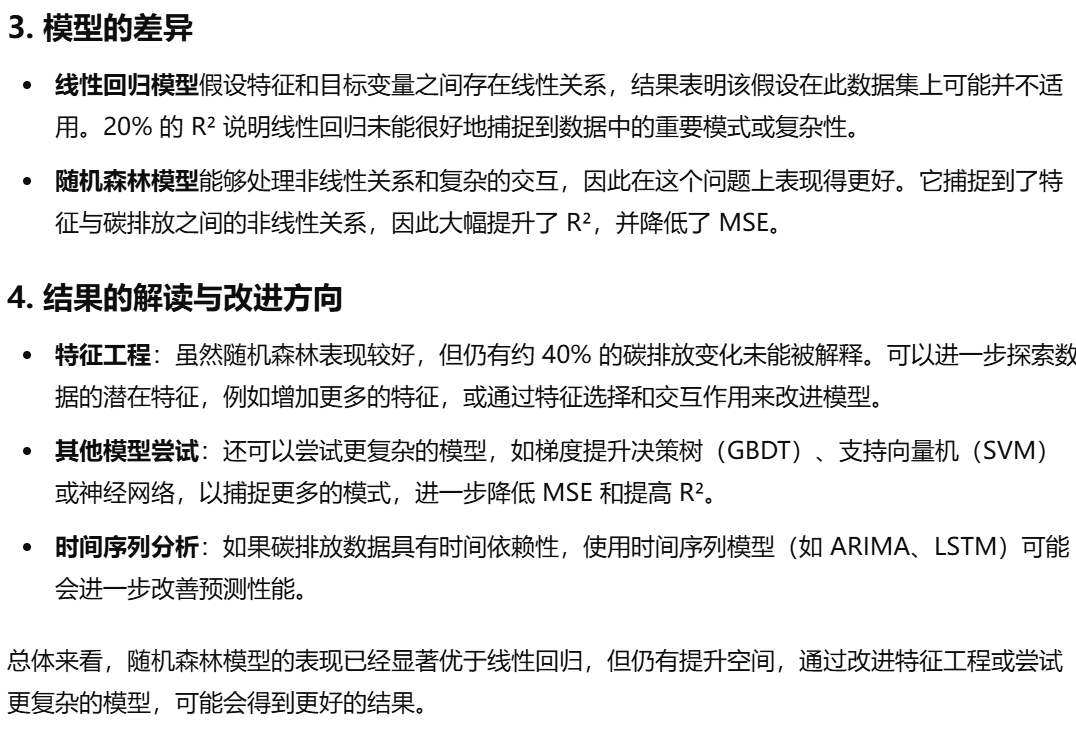 3. 模型的差异
• 线性回归模型假设特征和目标变量之间存在线性关系，结果表明该假设在此数据集上可能并不适
用。20% 的 R² 说明线性回归未能很好地捕捉到数据中的重要模式或复杂性。
• 随机森林模型能够处理非线性关系和复杂的交互，因此在这个问题上表现得更好。它捕捉到了特
征与碳排放之间的非线性关系，因此大幅提升了 R²，并降低了 MSE。
4. 结果的解读与改进方向
• 特征工程：虽然随机森林表现较好，但仍有约 40% 的碳排放变化未能被解释。可以进一步探索数
据的潜在特征，例如增加更多的特征，或通过特征选择和交互作用来改进模型。
• 其他模型尝试：还可以尝试更复杂的模型，如梯度提升决策树（GBDT）、支持向量机（SVM）
或神经网络，以捕捉更多的模式，进一步降低 MSE 和提高 R²。
• 时间序列分析：如果碳排放数据具有时间依赖性，使用时间序列模型（如 ARIMA、LSTM）可能
会进一步改善预测性能。
总体来看，随机森林模型的表现已经显著优于线性回归，但仍有提升空间，通过改进特征工程或尝试
更复杂的模型，可能会得到更好的结果。